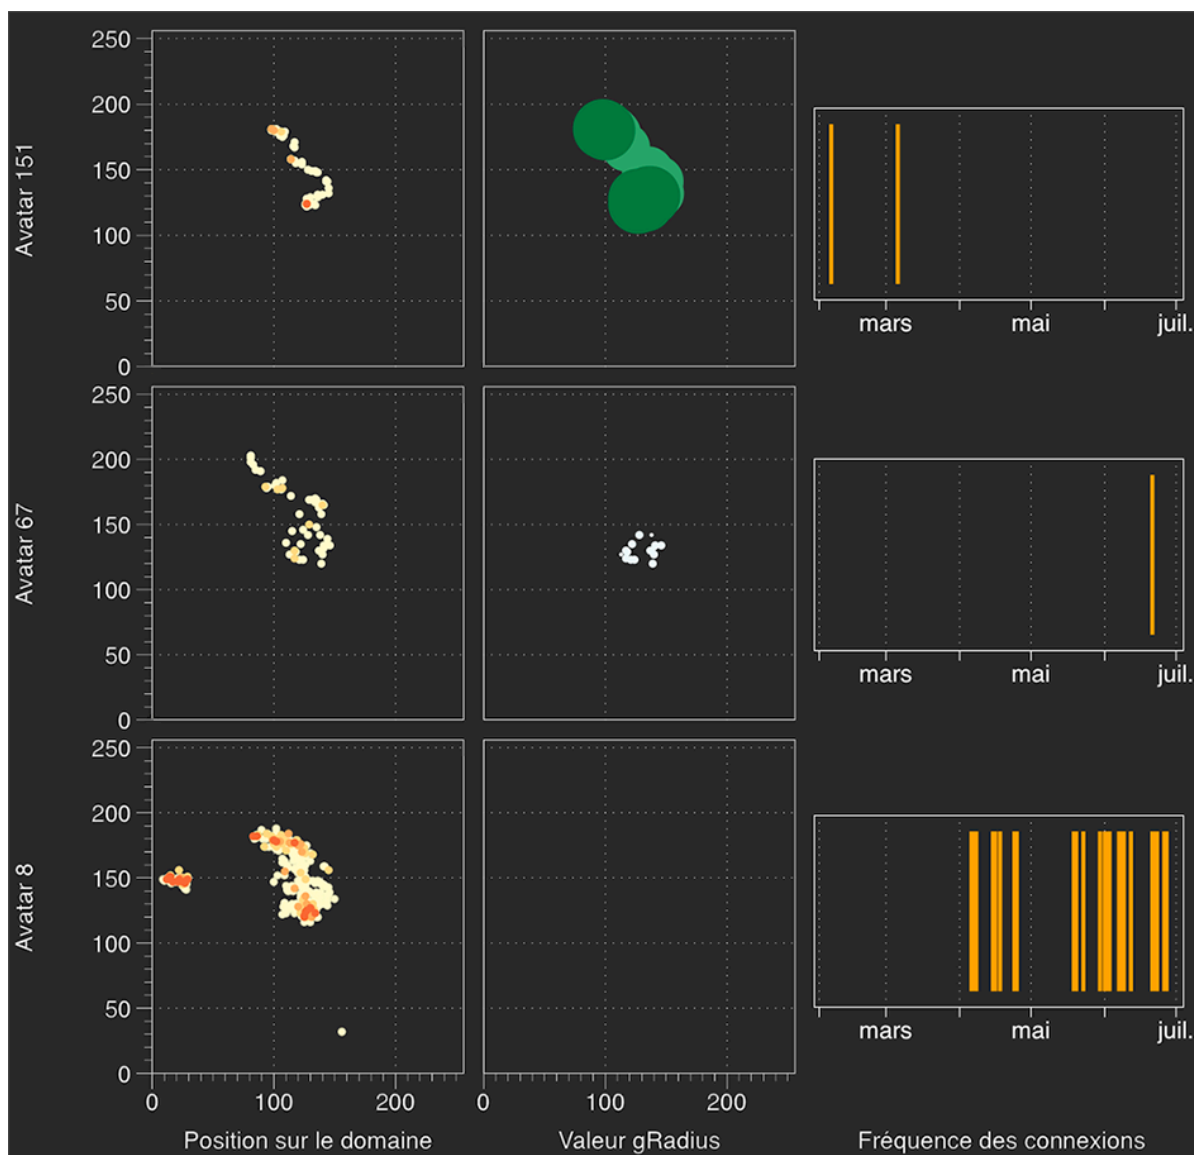 Avatar 151
250
200
150
100
50
0
mars mai juil.
Avatar 67
250
200
150
100
50
0
mars mai juil.
Avatar 8
250
200
150
100
50
0
mars mai juil.
0 100 200 0 100 200
Position sur le domaine Valeur gRadius Fréquence des connexions